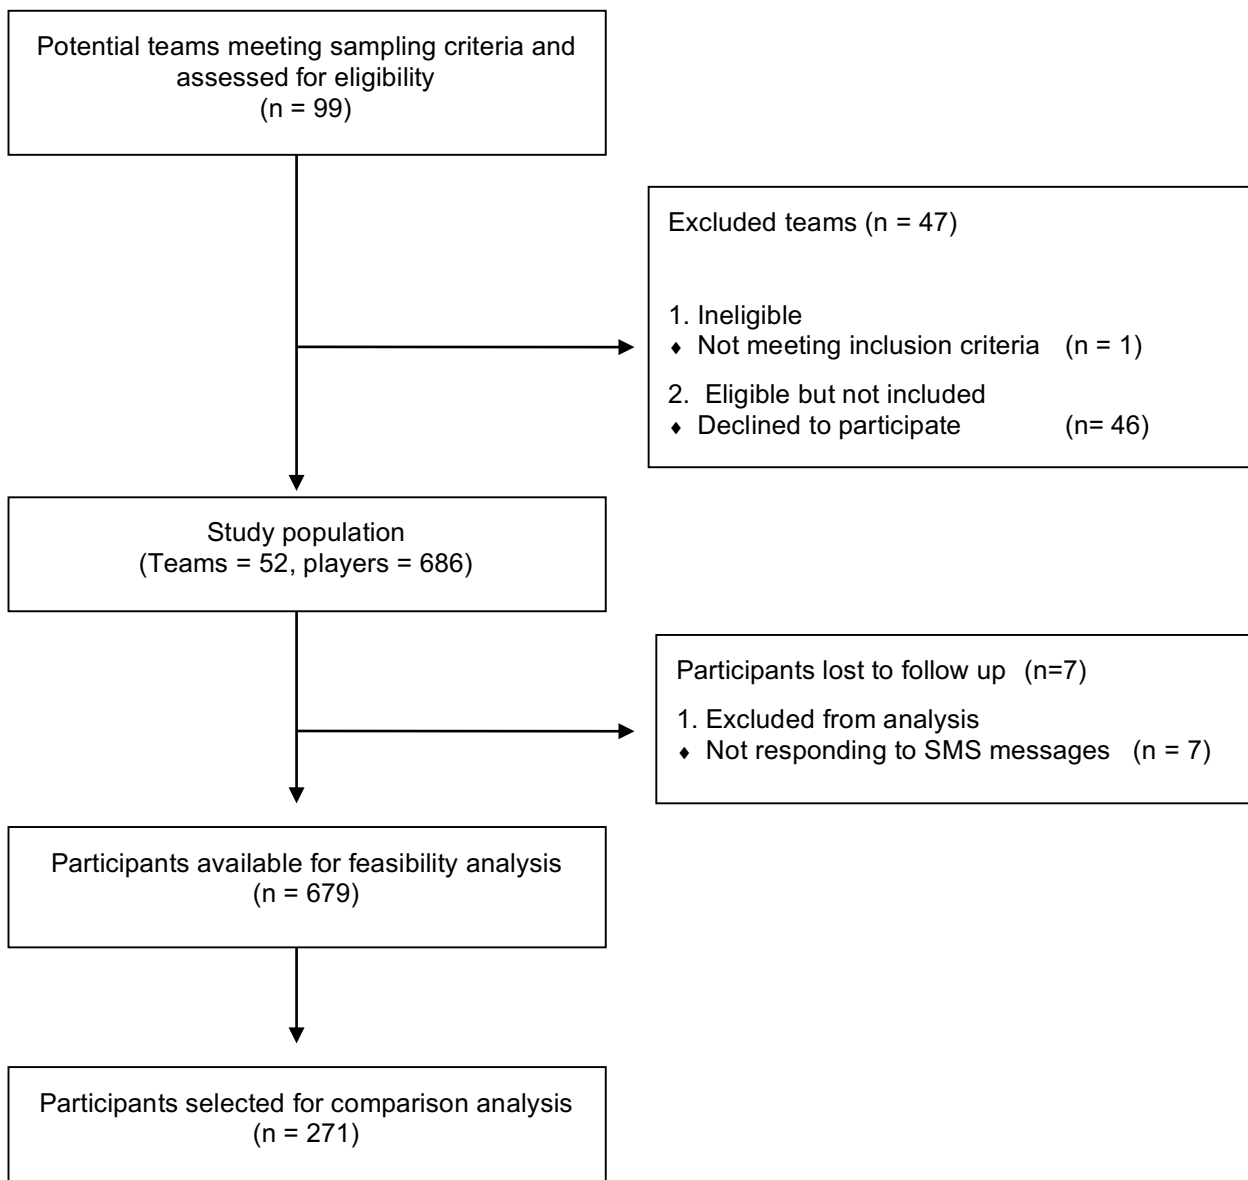 Potential teams meeting sampling criteria and
assessed for eligibility
(n = 99)
Excluded teams (n = 47)
1. Ineligible
♦ Not meeting inclusion criteria (n = 1)
2. Eligible but not included
♦ Declined to participate (n= 46)
Study population
(Teams = 52, players = 686)
Participants lost to follow up (n=7)
1. Excluded from analysis
♦ Not responding to SMS messages (n = 7)
Participants available for feasibility analysis
(n = 679)
Participants selected for comparison analysis
(n = 271)